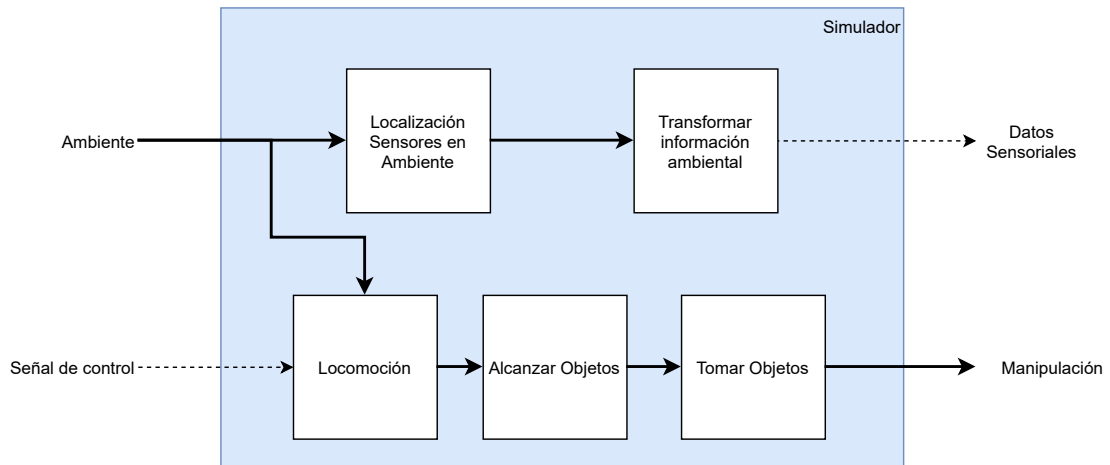 Simulador
Ambiente
Localización
Sensores en
Ambiente
Transformar
información
ambiental
Datos
Sensoriales
Señal de control
Locomoción
Alcanzar Objetos
Tomar Objetos
Manipulación